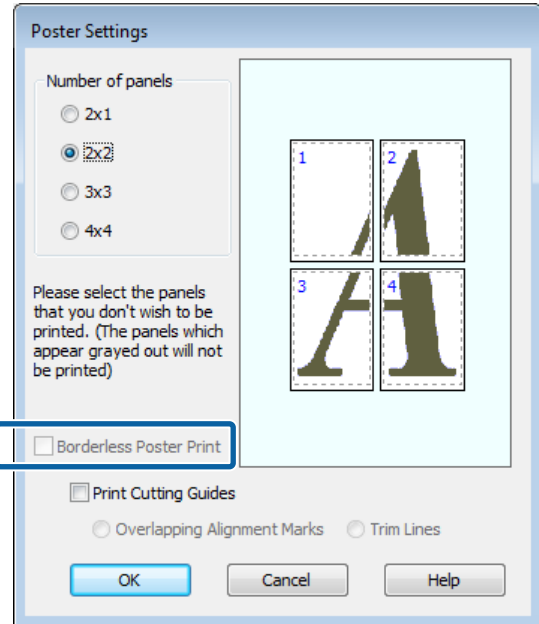 Poster Settings
Number of panels
2x1
2x2
3x3
4x4
1
2
3
4
Please select the panels
that you don't wish to be
printed. (The panels which
appear grayed out will not
be printed)
Borderless Poster Print
Print Cutting Guides
Overlapping Alignment Marks
Trim Lines
OK
Cancel
Help